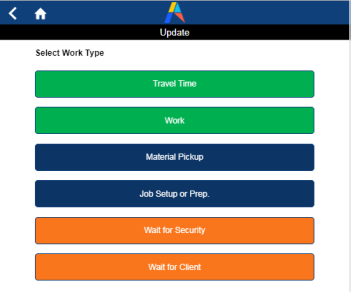 Update
Select Work Type
Travel Time
Work
Material Pickup
Job Setup or Prep.
Wait for Security
Wait for Client